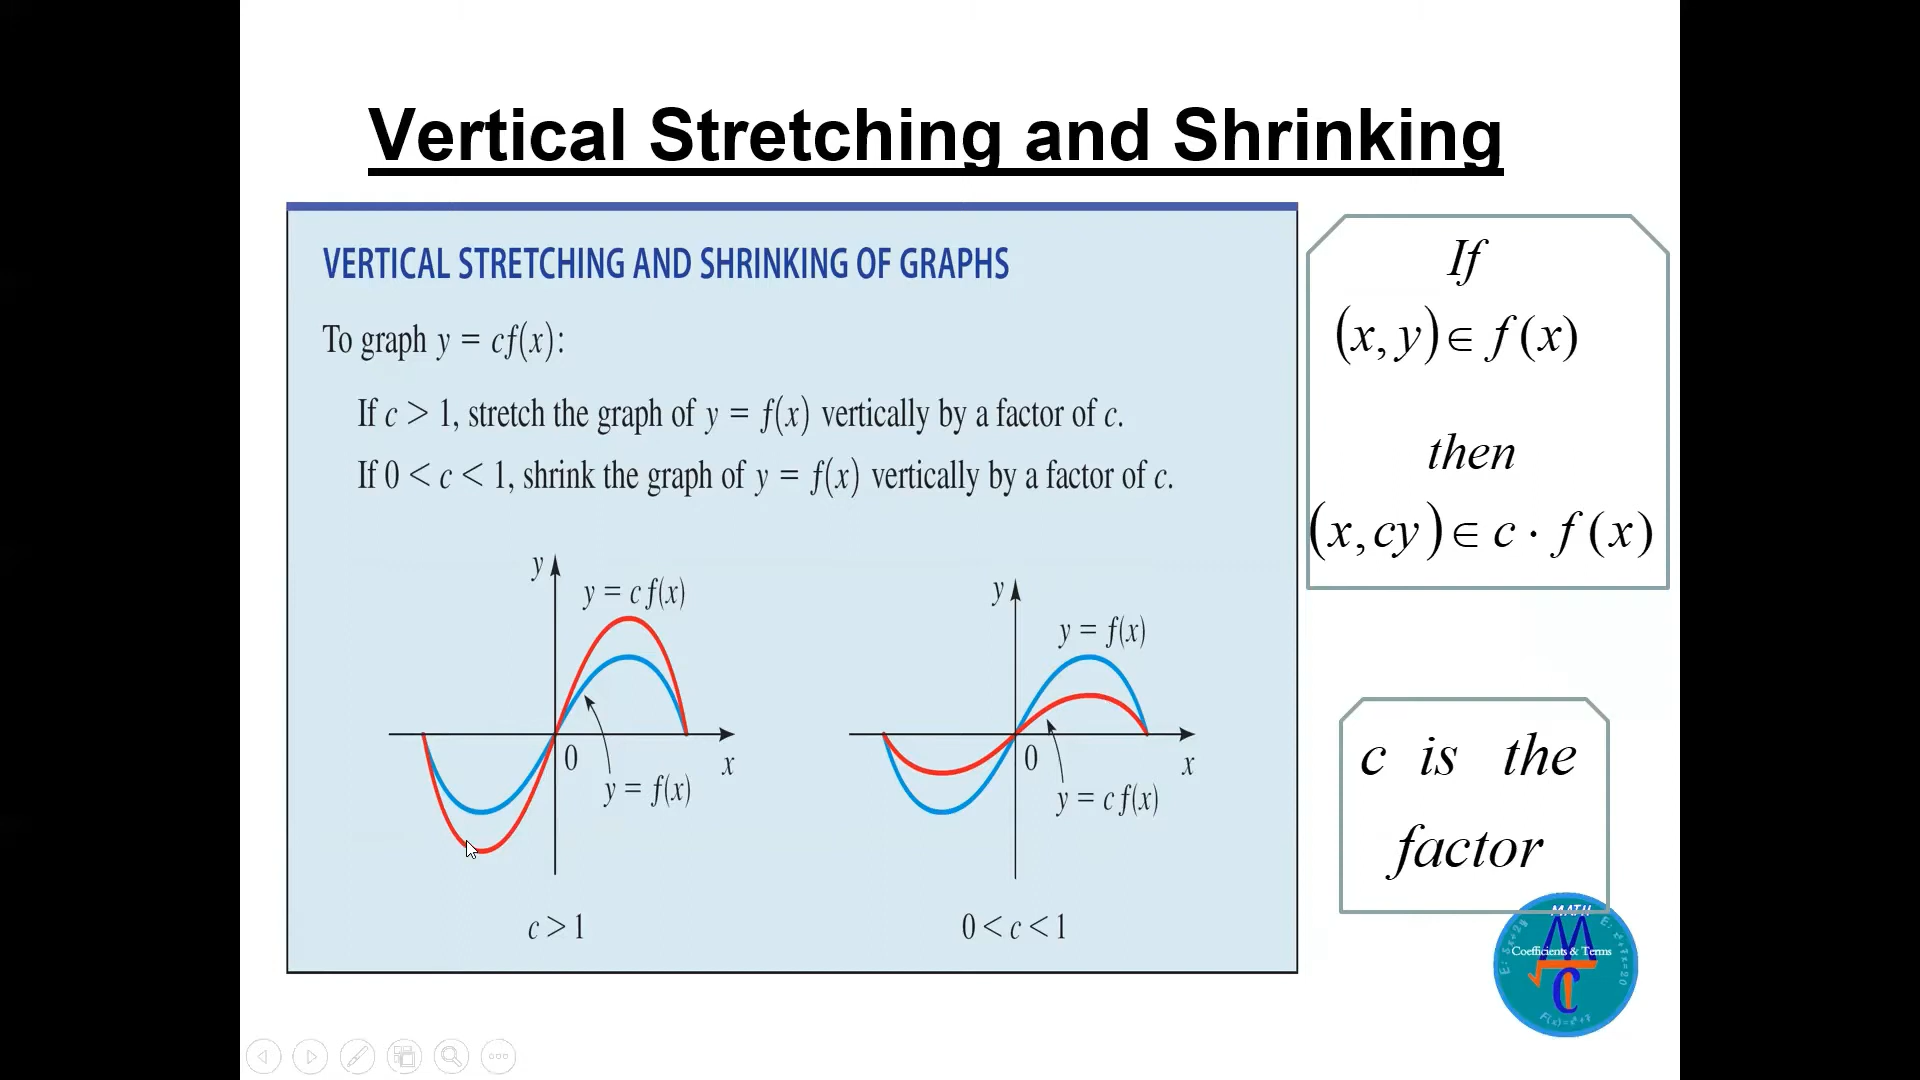 Vertical Stretching and Shrinking
VERTICAL STRETCHING AND SHRINKING OF GRAPHS
To graph y = cf(x):
If c > 1, stretch the graph of y = f(x) vertically by a factor of c.
If 0 < c < 1, shrink the graph of y = f(x) vertically by a factor of c.
y
y = c f(x)
0
x
y = f(x)
c > 1
y
y = f(x)
0
x
y = c f(x)
0 < c < 1
If
(x, y) ∈ f(x)
then
(x, cy) ∈ c · f(x)
c is the
factor
MATH
Coefficients & Terms
M
C